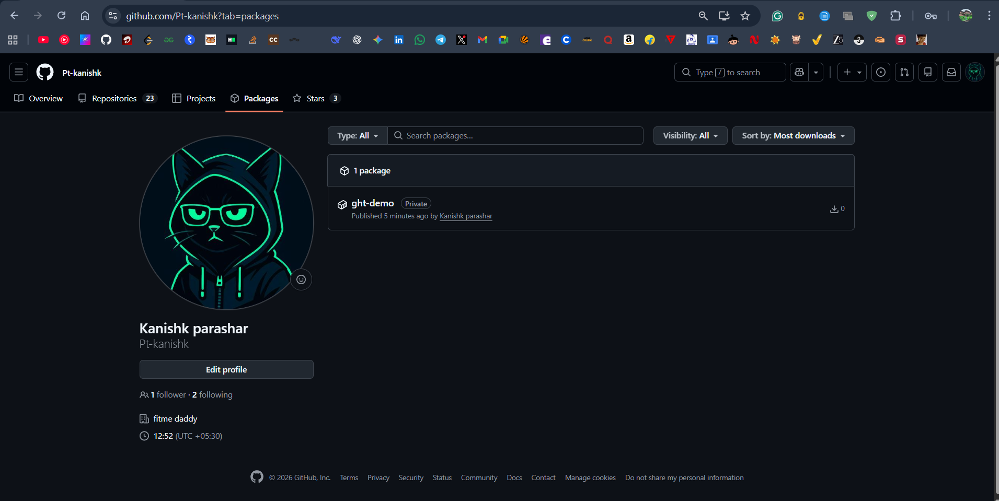 github.com/Pt-kanishk?tab=packages
CC
Pt-kanishk
Type / to search
Overview
Repositories 23
Projects
Packages
Stars 3
Type: All
Search packages...
Visibility: All
Sort by: Most downloads
1 package
ght-demo Private
Published 5 minutes ago by Kanishk parashar
0
Kanishk parashar
Pt-kanishk
Edit profile
1 follower · 2 following
fitme daddy
12:52 (UTC +05:30)
© 2026 GitHub, Inc. Terms Privacy Security Status Community Docs Contact Manage cookies Do not share my personal information